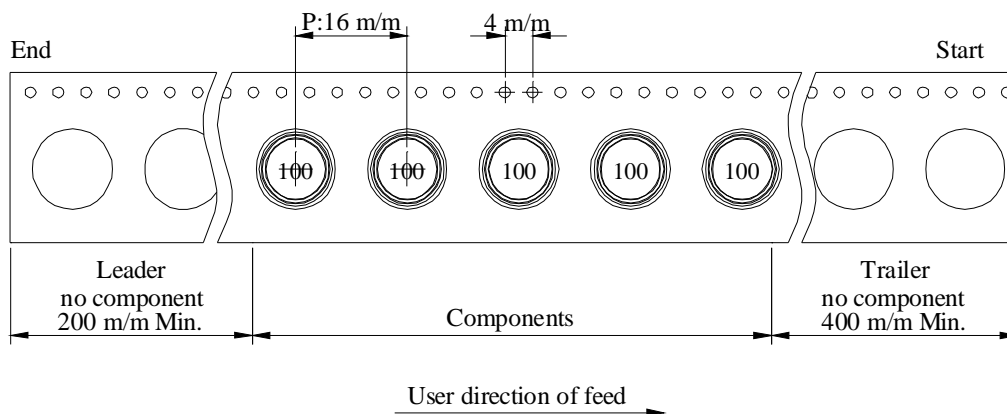 P:16 m/m
4 m/m
End
Start
100 100 100 100 100
Leader
no component
200 m/m Min.
Components
Trailer
no component
400 m/m Min.
User direction of feed